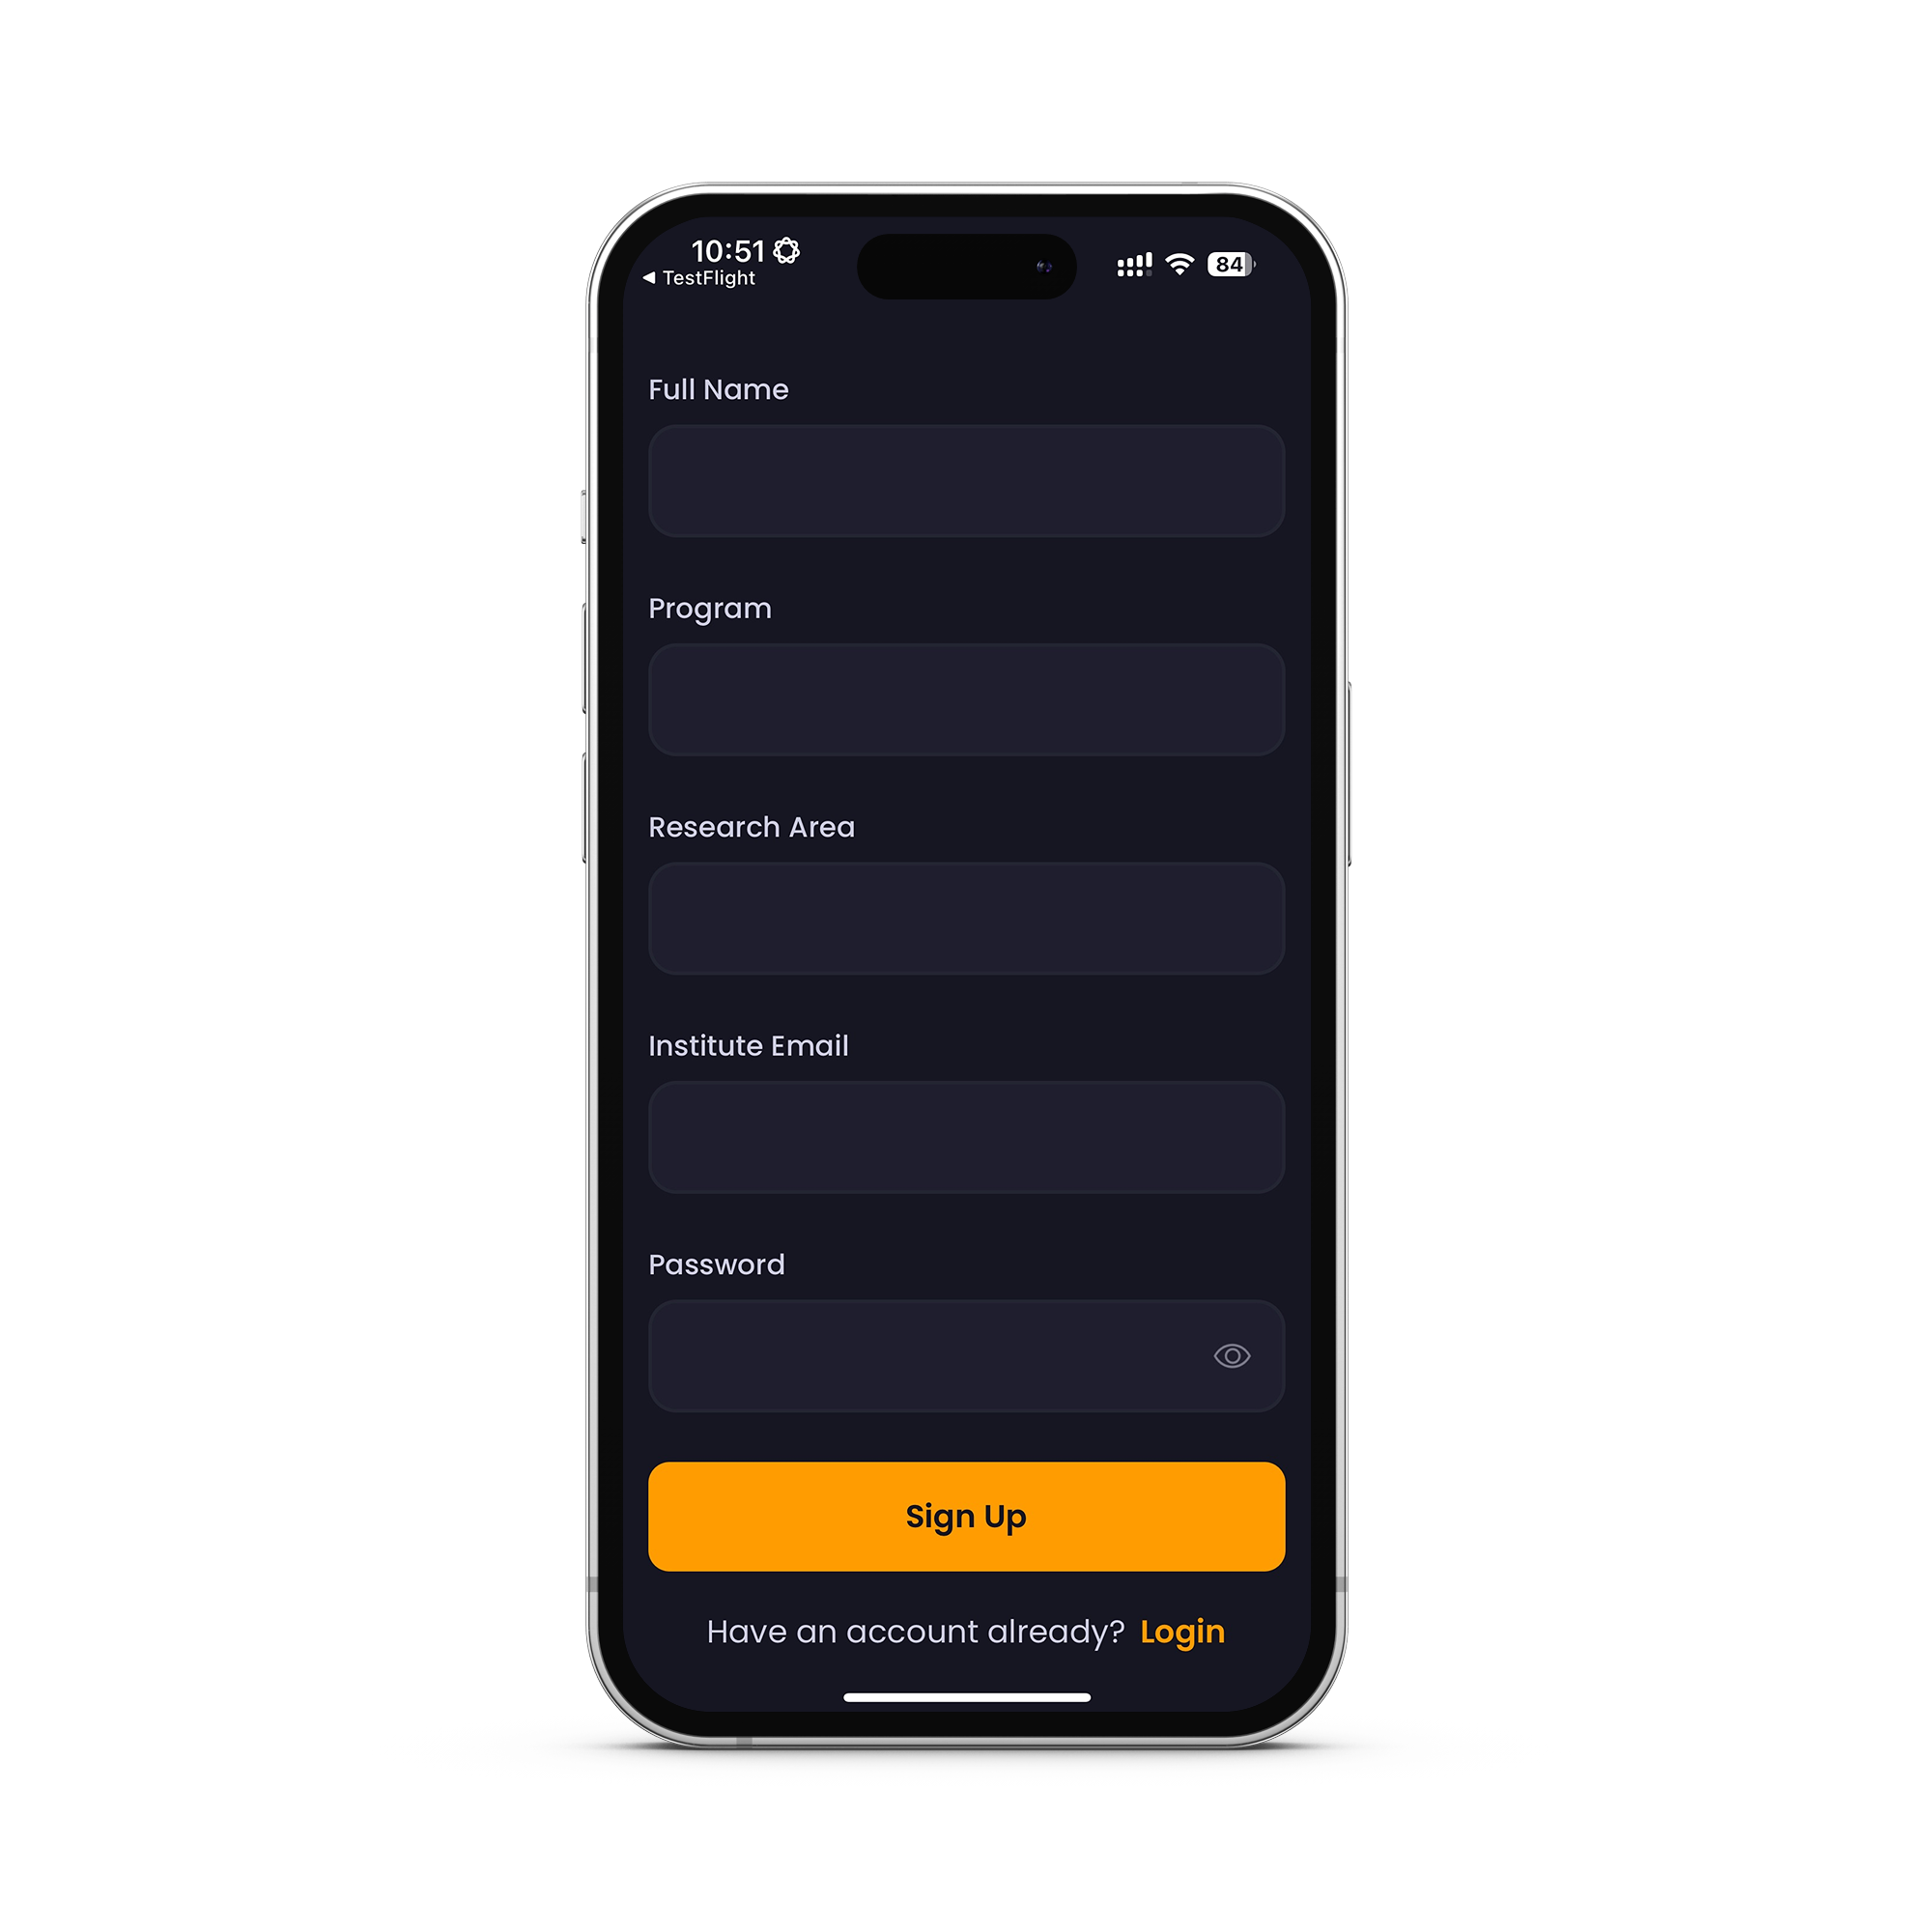 10:51
TestFlight
84
Full Name
Program
Research Area
Institute Email
Password
Sign Up
Have an account already? Login